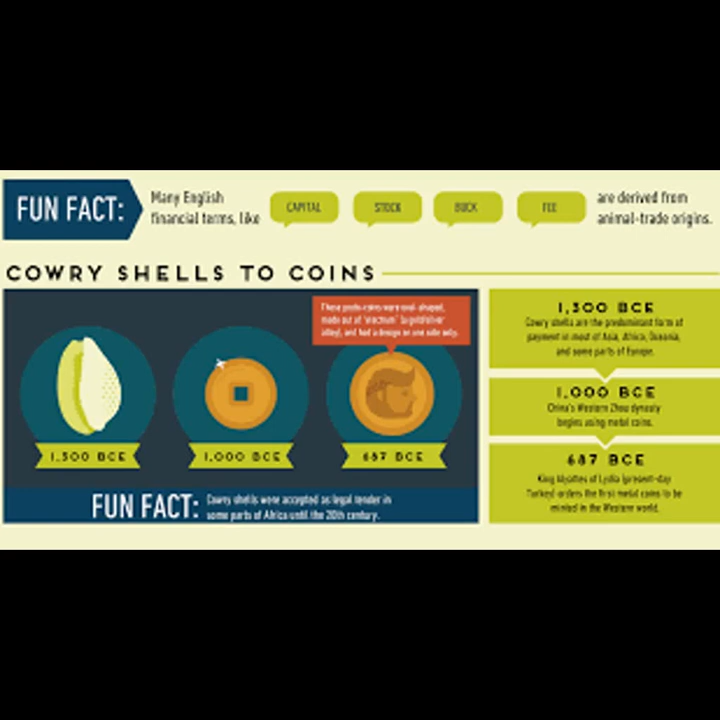 FUN FACT:
Many English
financial terms, like
CAPITAL
STOCK
BUCK
FEE
are derived from
animal-trade origins.
COWRY SHELLS TO COINS
These proto-coins were oval-shaped,
made out of "electrum" (a gold/silver
alloy), and had a design on one side only.
1,300 BCE
1,000 BCE
687 BCE
FUN FACT:
Cowry shells were accepted as legal tender in
some parts of Africa until the 20th century.
1,300 BCE
Cowry shells are the predominant form of
payment in most of Asia, Africa, Oceania,
and some parts of Europe.
1,000 BCE
China's Western Zhou dynasty
begins using metal coins.
687 BCE
King Alyattes of Lydia (present-day
Turkey) orders the first metal coins to be
minted in the Western world.